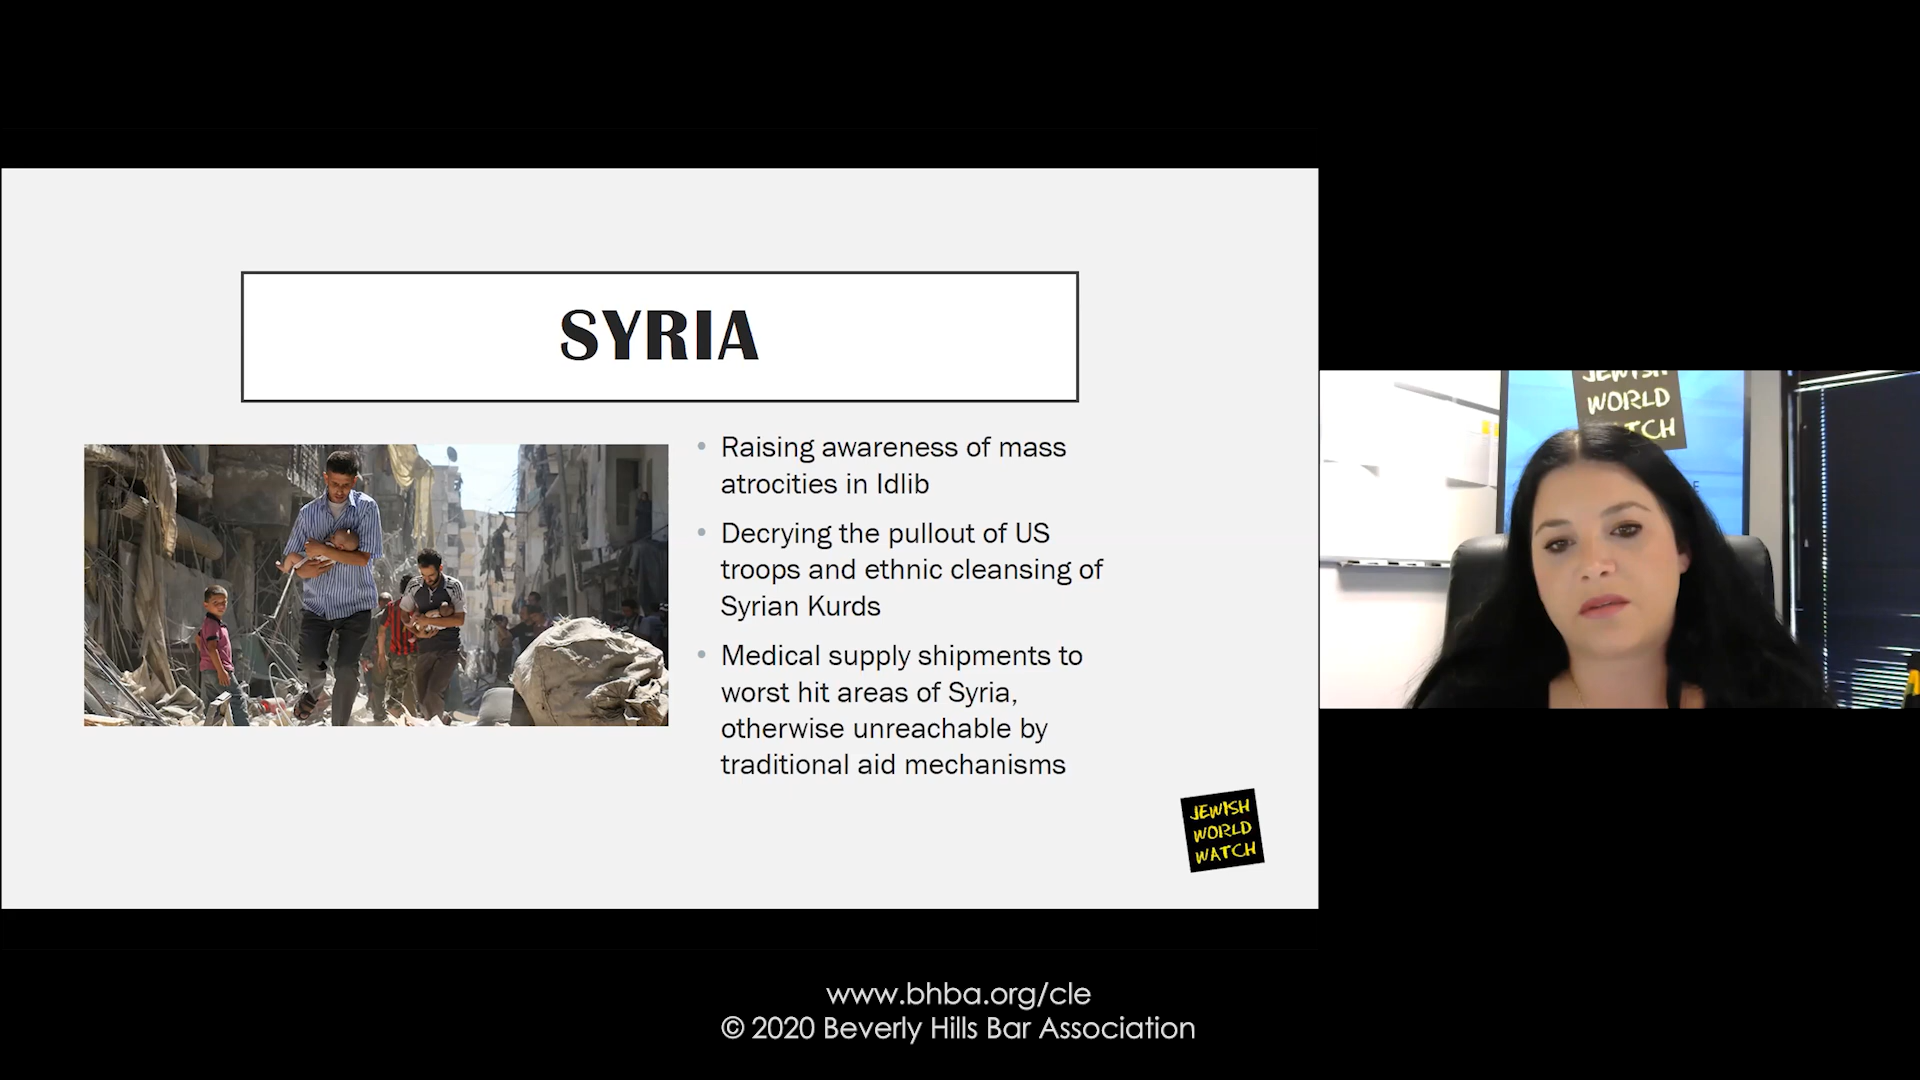 SYRIA
Raising awareness of mass
atrocities in Idlib
Decrying the pullout of US
troops and ethnic cleansing of
Syrian Kurds
Medical supply shipments to
worst hit areas of Syria,
otherwise unreachable by
traditional aid mechanisms
JEWISH
WORLD
WATCH
JEWISH
WORLD
TCH
www.bhba.org/cle
© 2020 Beverly Hills Bar Association